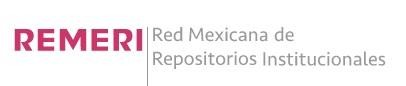 REMERI
Red Mexicana de
Repositorios Institucionales